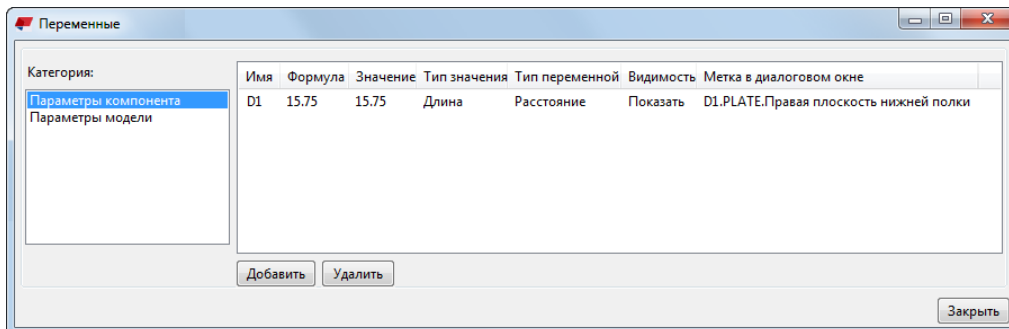 Переменные
Категория:
Параметры компонента
Параметры модели
Имя Формула Значение Тип значения Тип переменной Видимость Метка в диалоговом окне
D1 15.75 15.75 Длина Расстояние Показать D1.PLATE.Правая плоскость нижней полки
Добавить Удалить
Закрыть